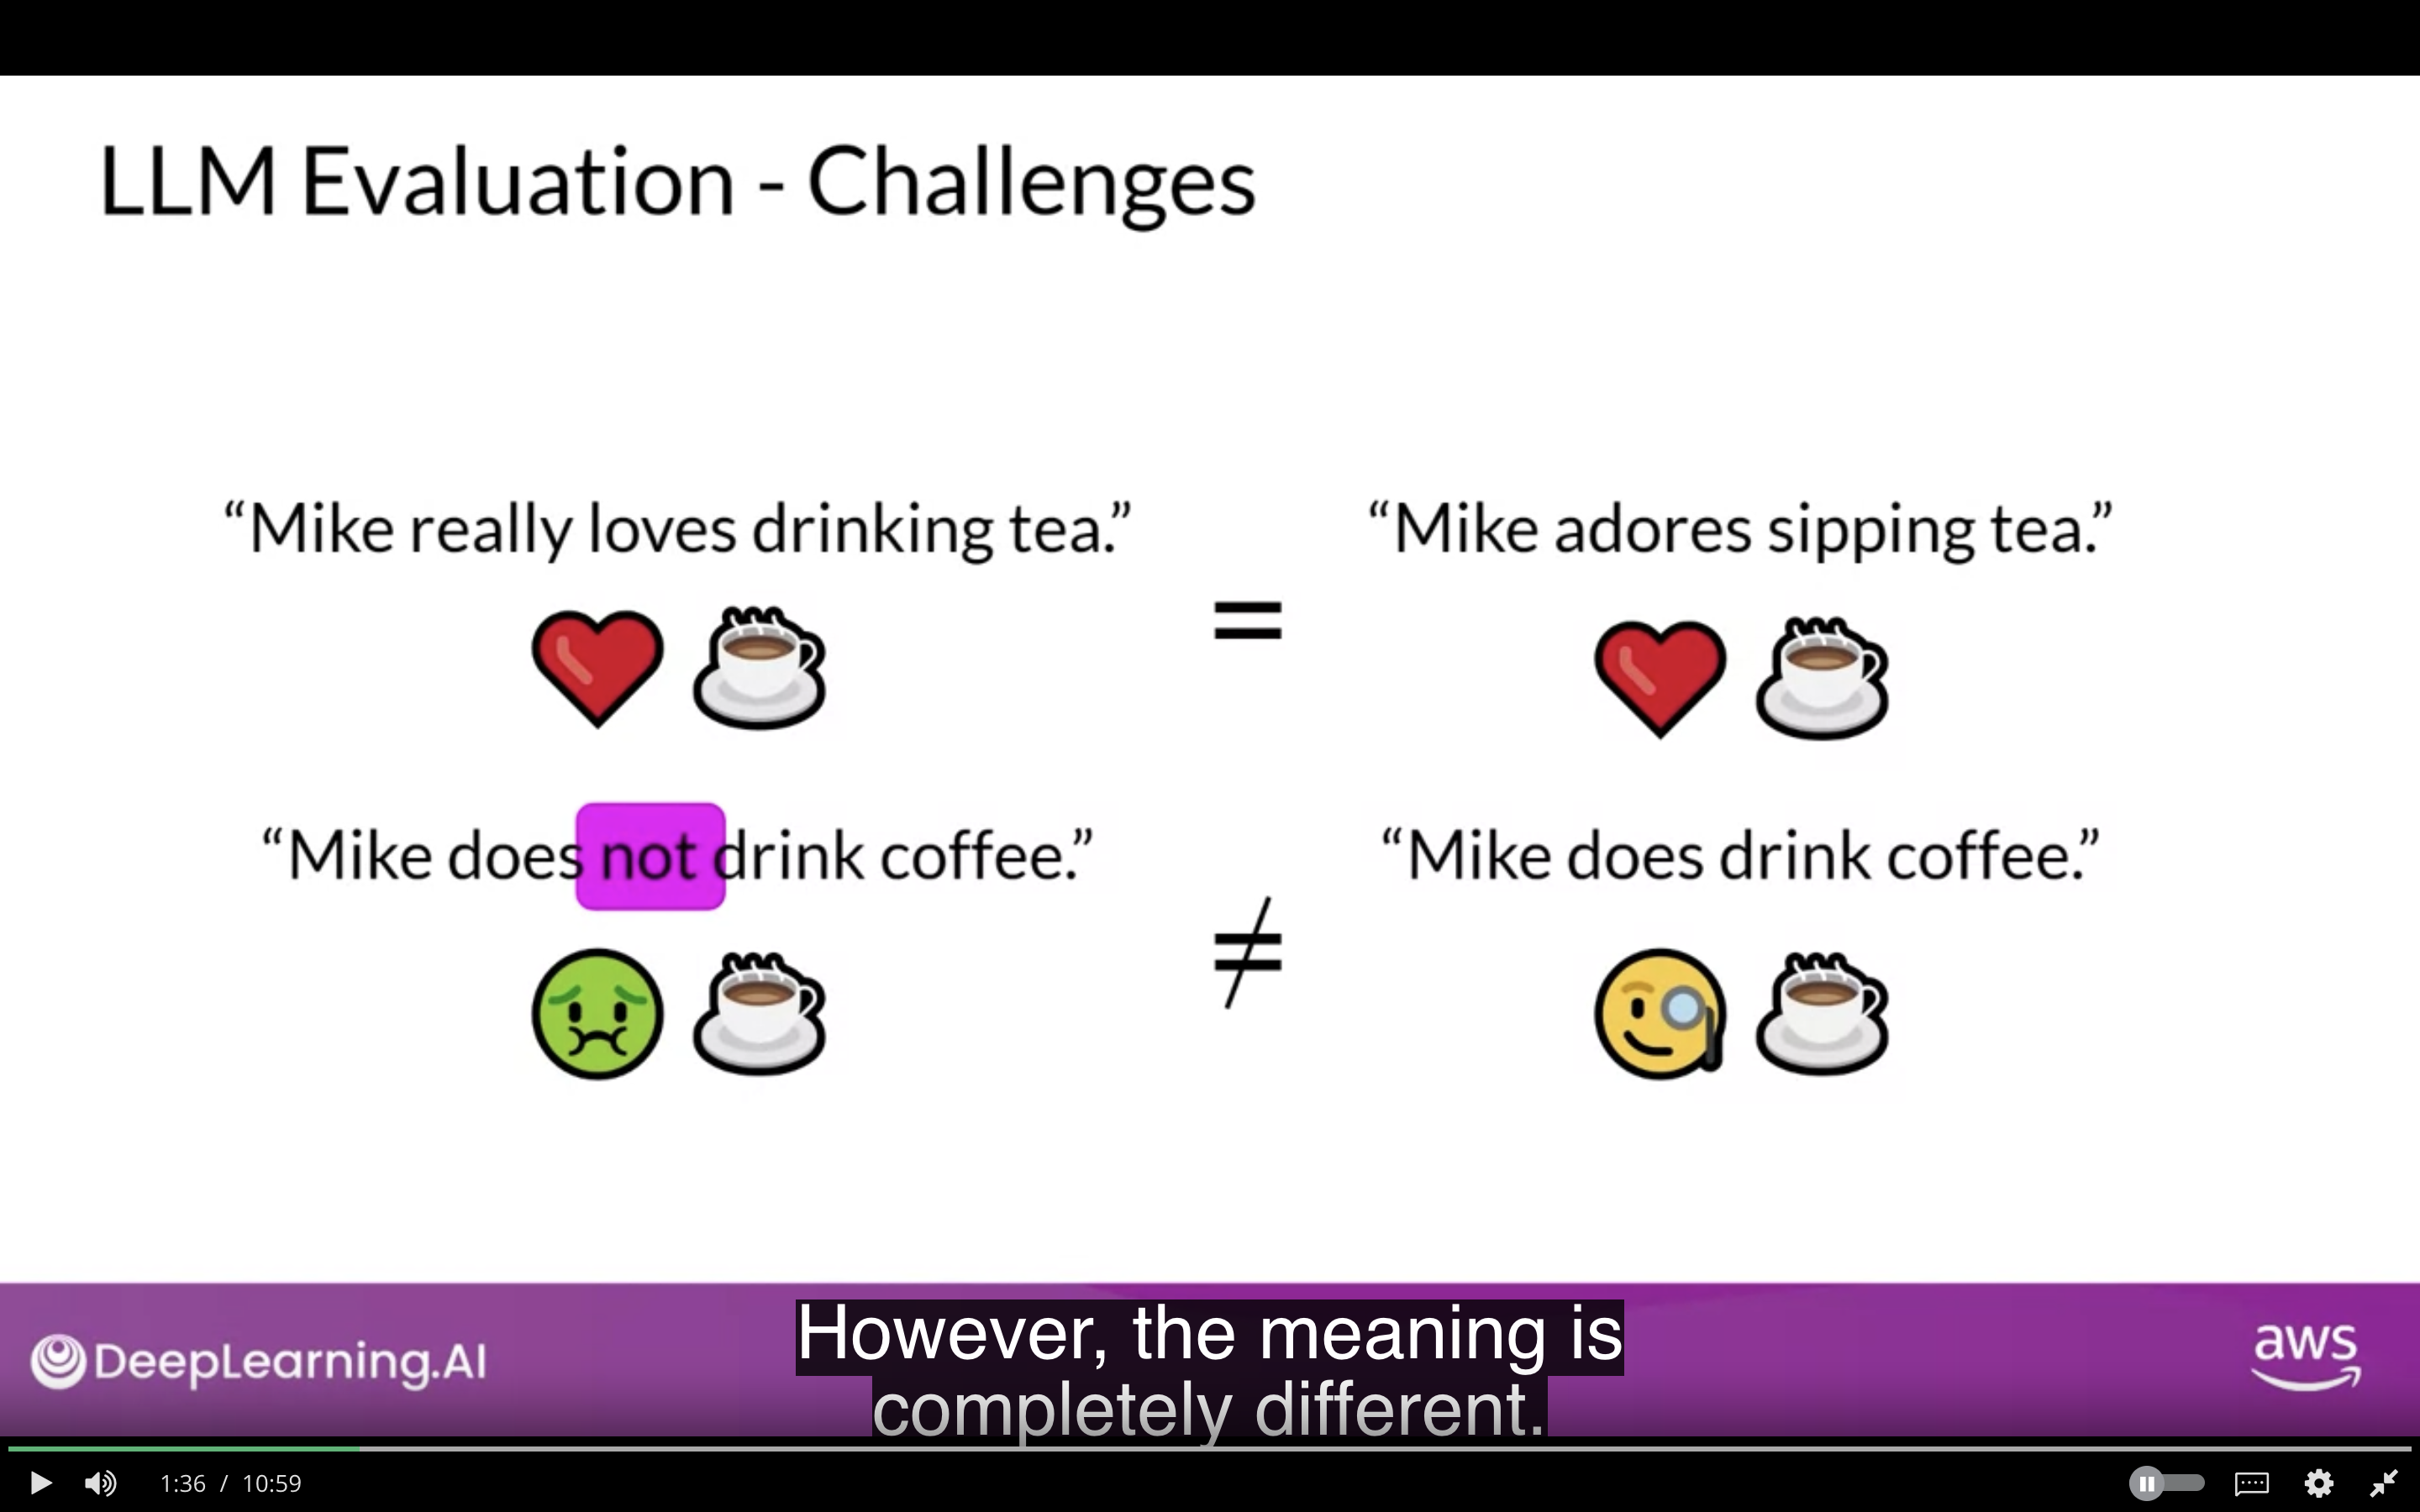 LLM Evaluation - Challenges
“Mike really loves drinking tea.”
=
“Mike adores sipping tea.”
“Mike does not drink coffee.”
≠
“Mike does drink coffee.”
DeepLearning.AI
However, the meaning is
completely different.
aws
1:36 / 10:59